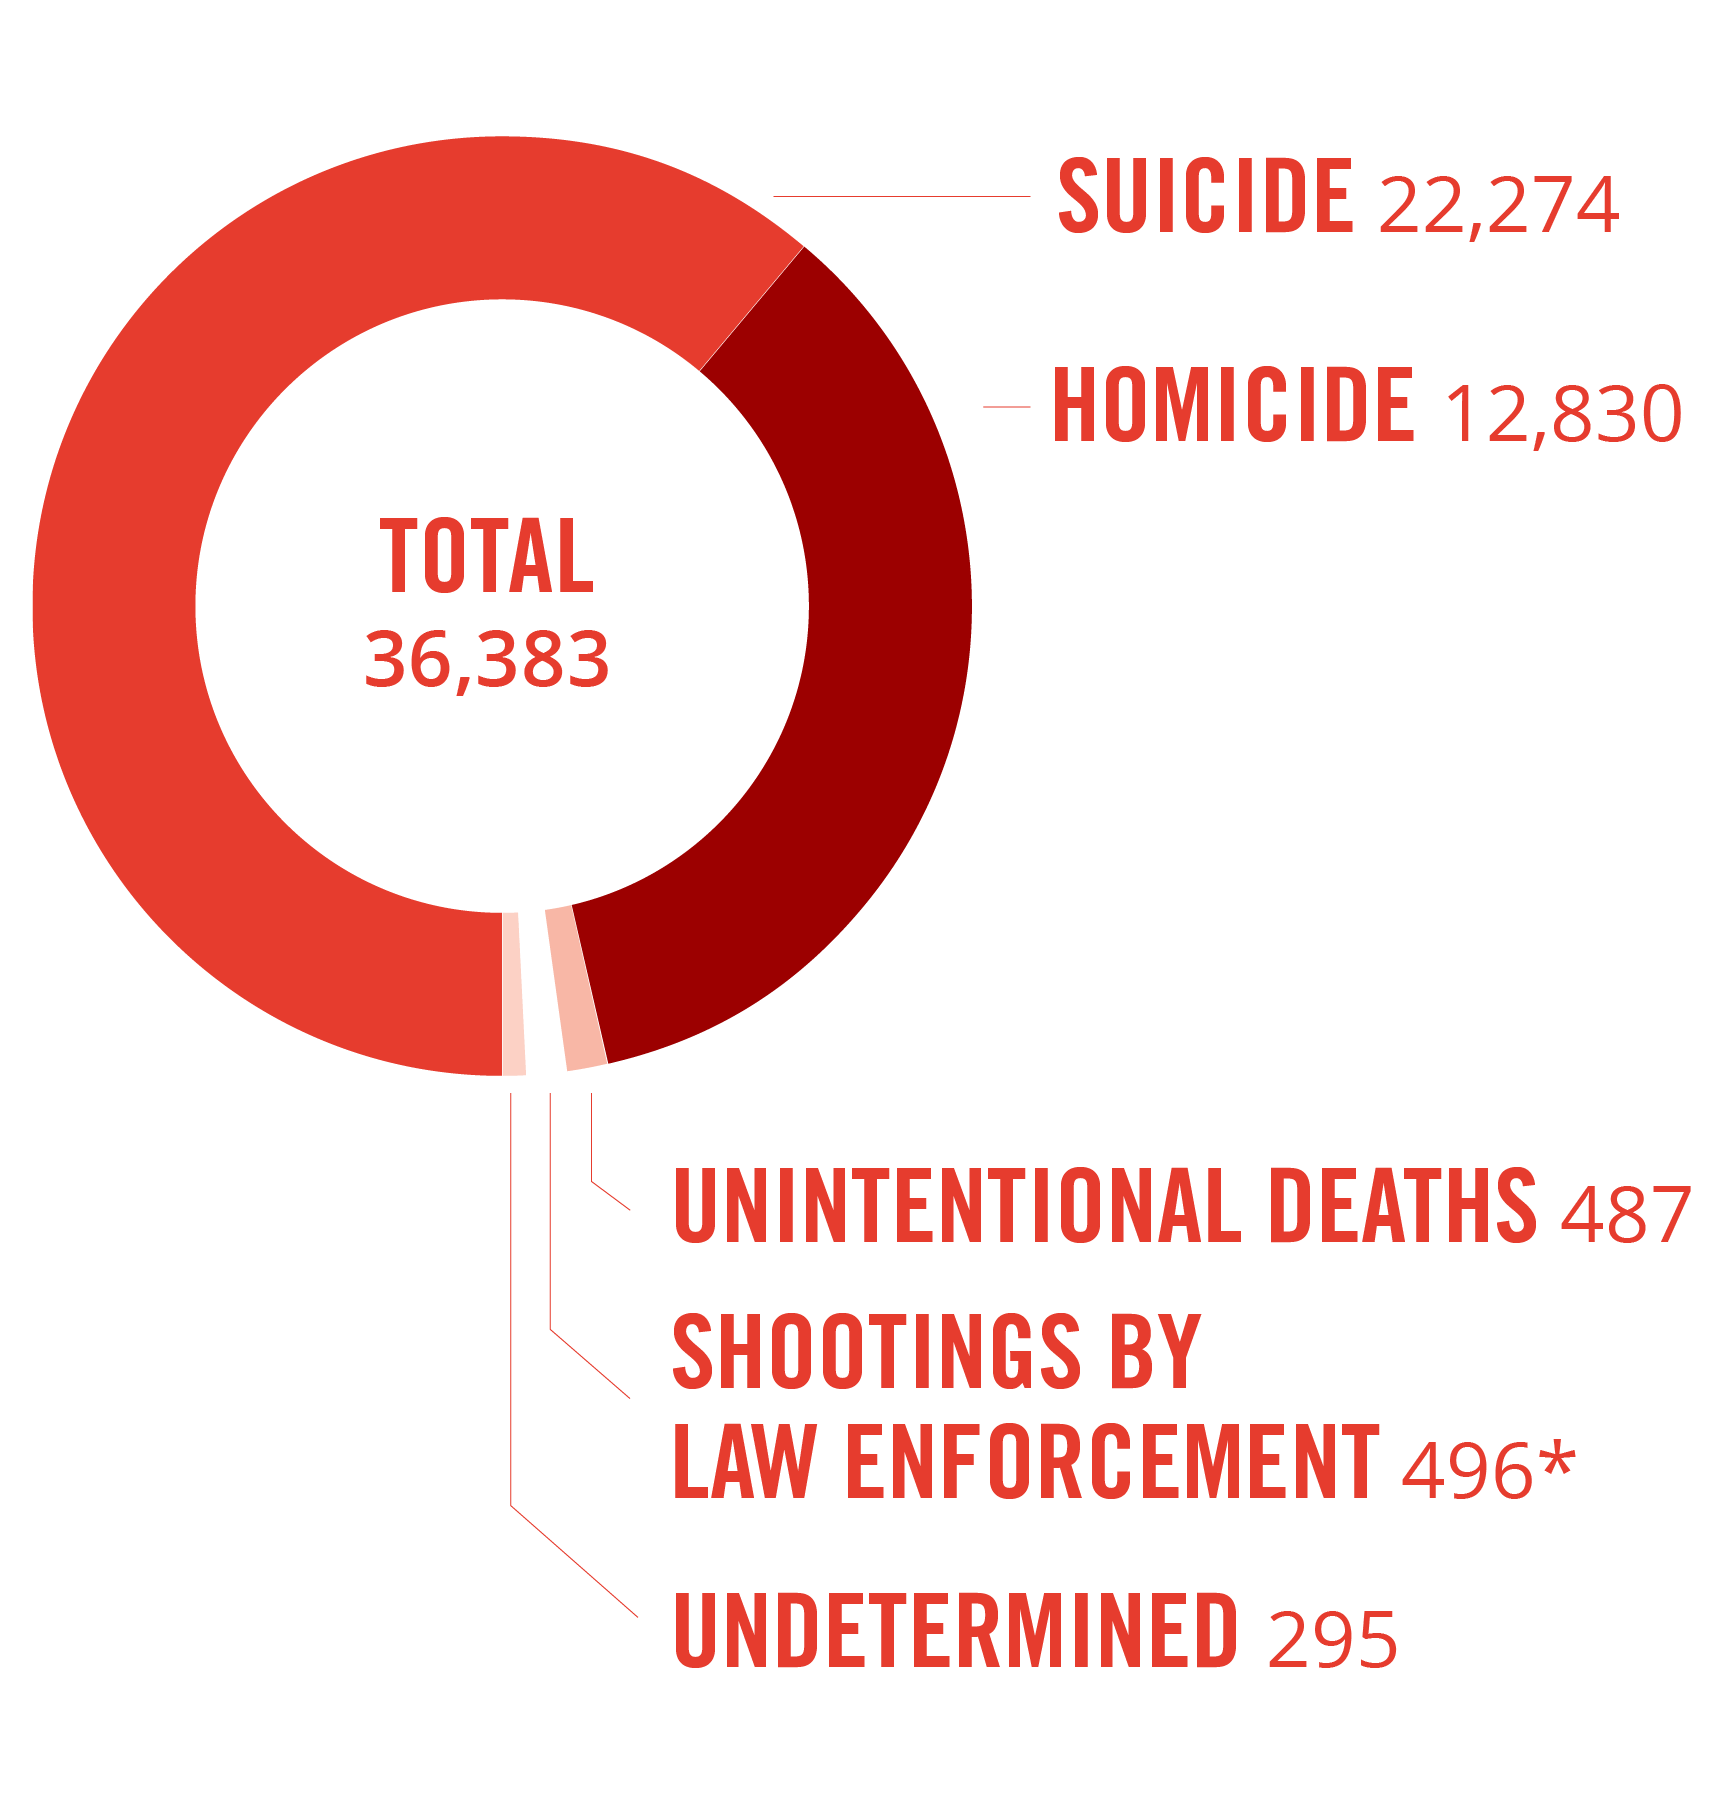 SUICIDE 22,274
HOMICIDE 12,830
TOTAL
36,383
UNINTENTIONAL DEATHS 487
SHOOTINGS BY
LAW ENFORCEMENT 496*
UNDETERMINED 295